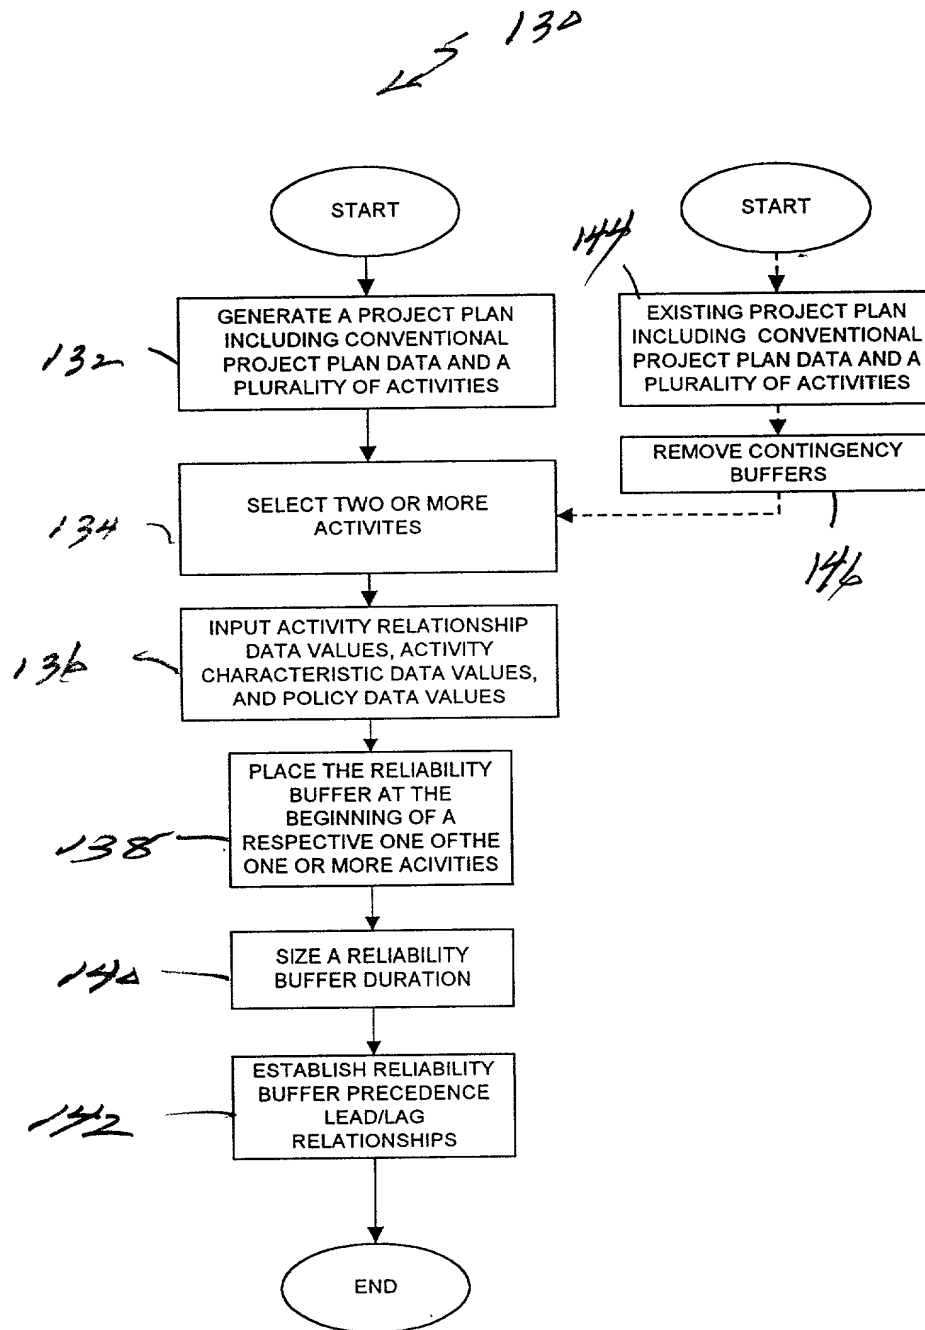 130
START
GENERATE A PROJECT PLAN
INCLUDING CONVENTIONAL
PROJECT PLAN DATA AND A
PLURALITY OF ACTIVITIES
132
SELECT TWO OR MORE
ACTIVITES
134
INPUT ACTIVITY RELATIONSHIP
DATA VALUES, ACTIVITY
CHARACTERISTIC DATA VALUES,
AND POLICY DATA VALUES
136
PLACE THE RELIABILITY
BUFFER AT THE
BEGINNING OF A
RESPECTIVE ONE OFTHE
ONE OR MORE ACIVITIES
138
SIZE A RELIABILITY
BUFFER DURATION
140
ESTABLISH RELIABILITY
BUFFER PRECEDENCE
LEAD/LAG
RELATIONSHIPS
142
END
START
144
EXISTING PROJECT PLAN
INCLUDING CONVENTIONAL
PROJECT PLAN DATA AND A
PLURALITY OF ACTIVITIES
REMOVE CONTINGENCY
BUFFERS
146